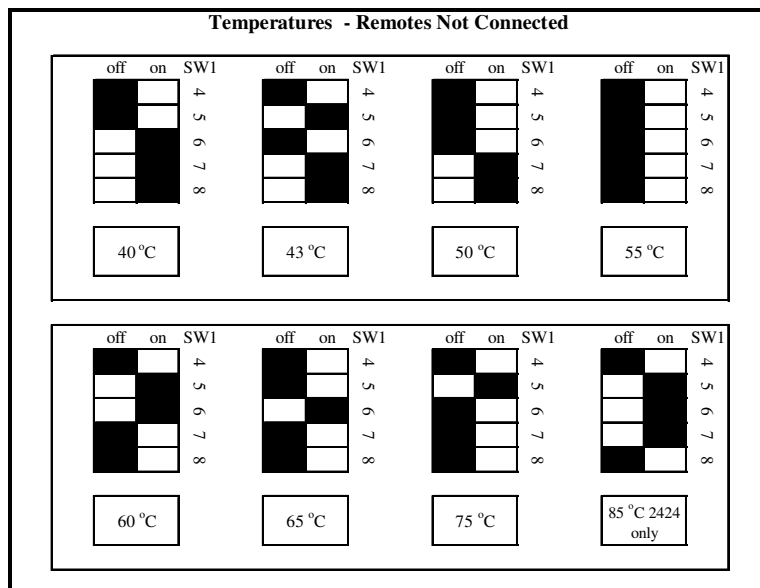 Temperatures - Remotes Not Connected
off on SW1 off on SW1 off on SW1 off on SW1
4 4 4 4
5 5 5 5
6 6 6 6
7 7 7 7
8 8 8 8
40 °C 43 °C 50 °C 55 °C
off on SW1 off on SW1 off on SW1 off on SW1
4 4 4 4
5 5 5 5
6 6 6 6
7 7 7 7
8 8 8 8
60 °C 65 °C 75 °C 85 °C 2424
only